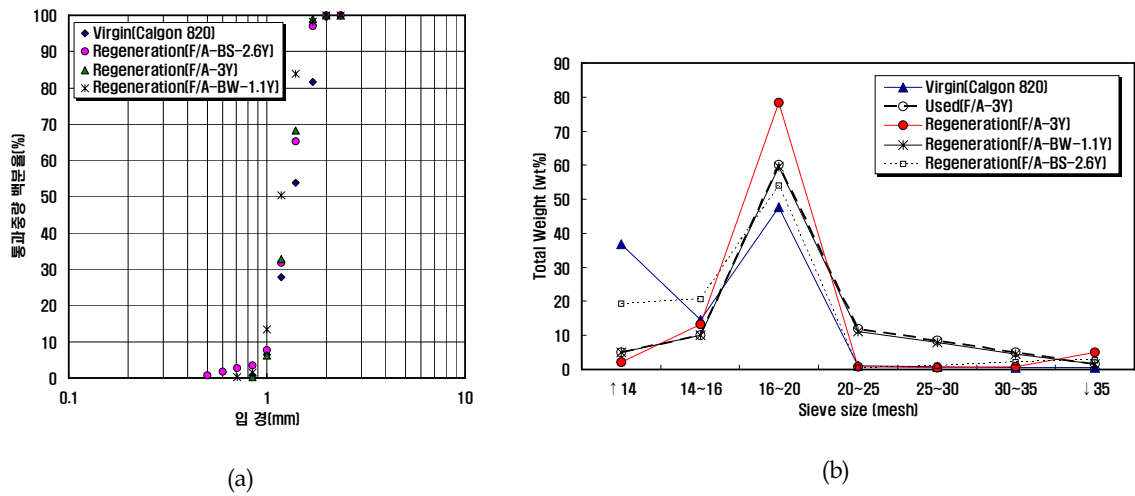 100
90
80
70
60
50
40
30
20
10
0
통과중량 백분율(%)
Virgin(Calgon 820)
Regeneration(F/A-BS-2.6Y)
Regeneration(F/A-3Y)
Regeneration(F/A-BW-1.1Y)
0.1
1
10
입 경(mm)
(a)
90
80
70
60
50
40
30
20
10
0
Total Weight (wt%)
Virgin(Calgon 820)
Used(F/A-3Y)
Regeneration(F/A-3Y)
Regeneration(F/A-BW-1.1Y)
Regeneration(F/A-BS-2.6Y)
↑14
14~16
16~20
20~25
25~30
30~35
↓35
Sieve size (mesh)
(b)